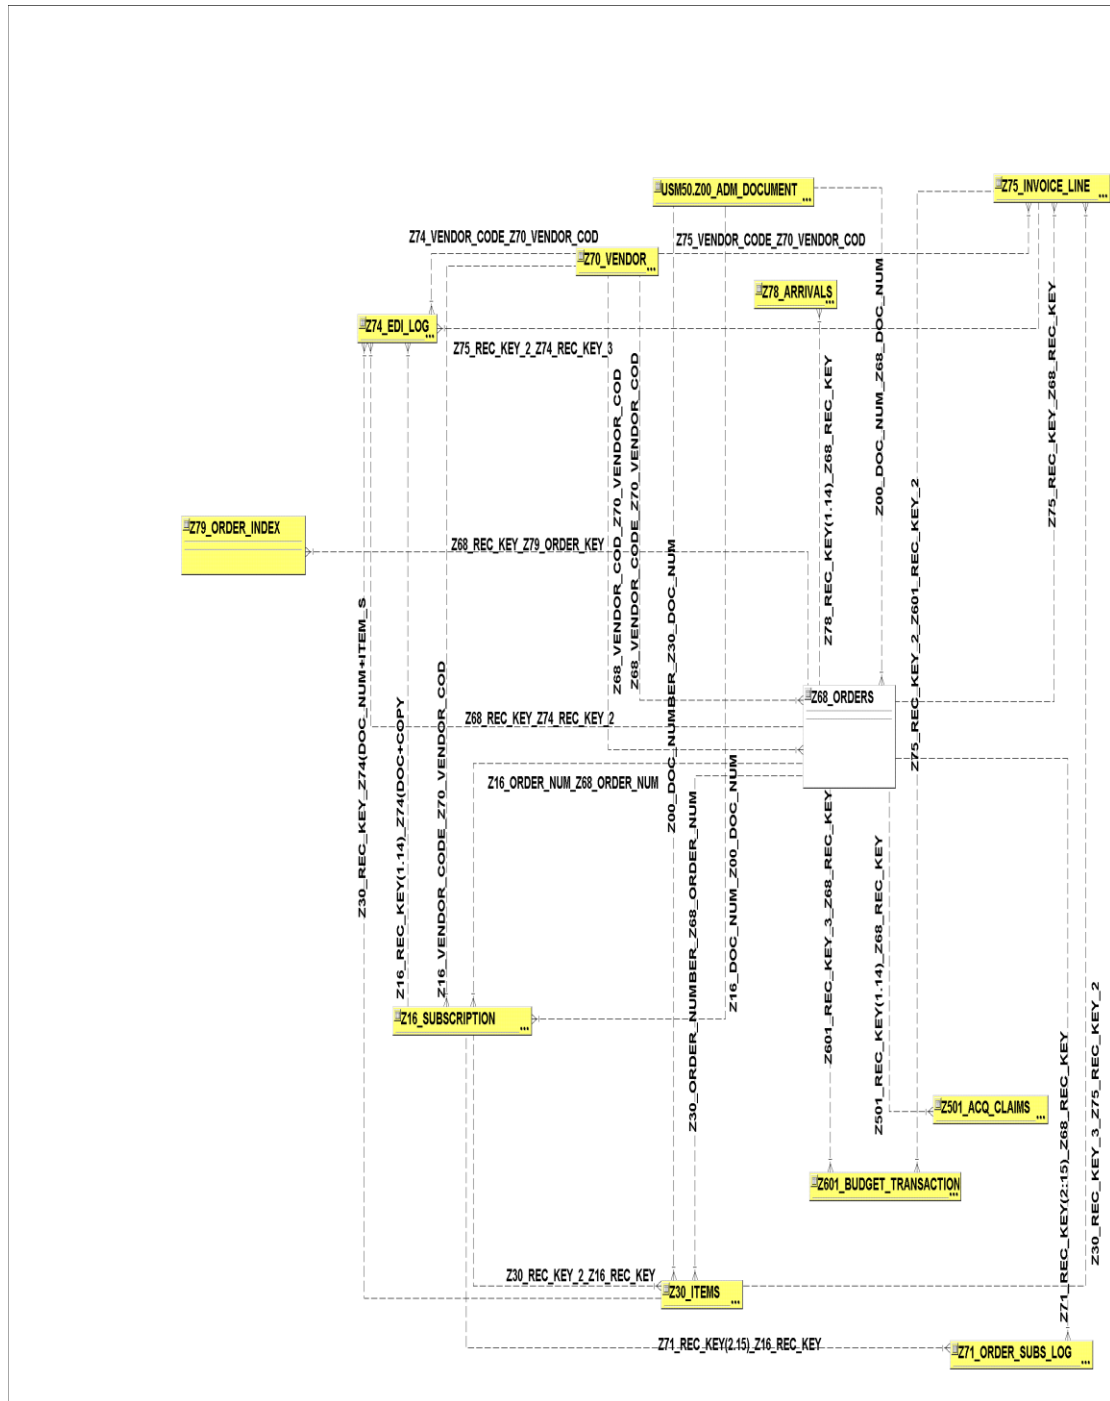 USM50.Z00_ADM_DOCUMENT
Z75_INVOICE_LINE
Z74_VENDOR_CODE_Z70_VENDOR_COD
Z75_VENDOR_CODE_Z70_VENDOR_COD
Z70_VENDOR
Z78_ARRIVALS
Z74_EDI_LOG
Z75_REC_KEY_2_Z74_REC_KEY_3
Z00_DOC_NUM_Z68_DOC_NUM
Z75_REC_KEY_Z68_REC_KEY
Z78_REC_KEY(1.14)_Z68_REC_KEY
Z68_VENDOR_COD_Z70_VENDOR_COD
Z68_VENDOR_CODE_Z70_VENDOR_COD
Z79_ORDER_INDEX
Z68_REC_KEY_Z79_ORDER_KEY
Z75_REC_KEY_2_Z601_REC_KEY_2
Z00_DOC_NUMBER_Z30_DOC_NUM
Z30_REC_KEY_Z74(DOC_NUM+ITEM_S
Z16_REC_KEY(1.14)_Z74(DOC+COPY
Z16_VENDOR_CODE_Z70_VENDOR_COD
Z68_ORDERS
Z68_REC_KEY_Z74_REC_KEY_2
Z16_ORDER_NUM_Z68_ORDER_NUM
Z16_DOC_NUM_Z00_DOC_NUM
Z30_ORDER_NUMBER_Z68_ORDER_NUM
Z601_REC_KEY_3_Z68_REC_KEY
Z501_REC_KEY(1.14)_Z68_REC_KEY
Z16_SUBSCRIPTION
Z501_ACQ_CLAIMS
Z601_BUDGET_TRANSACTION
Z71_REC_KEY(2:15)_Z68_REC_KEY
Z30_REC_KEY_3_Z75_REC_KEY_2
Z30_REC_KEY_2_Z16_REC_KEY
Z30_ITEMS
Z71_REC_KEY(2.15)_Z16_REC_KEY
Z71_ORDER_SUBS_LOG